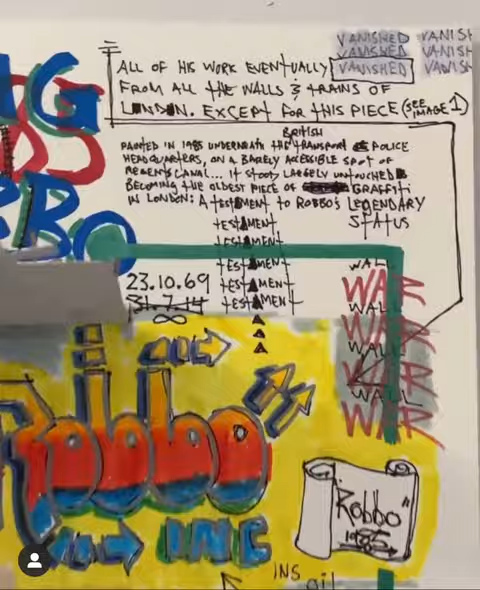 VANISHED VANISH
VANISHED VANISH
ALL OF HIS WORK EVENTUALLY VANISHED VANISH
FROM ALL THE WALLS & TRAINS OF
LONDON. EXCEPT FOR THIS PIECE (SEE IMAGE 1)
BRITISH
PAINTED IN 1985 UNDERNEATH THE TRANSPORT POLICE
HEADQUARTERS, ON A BARELY ACCESSIBLE SPOT OF
REGENTS CANAL... IT STOOD LARGELY UNTOUCHED
BECOMING THE OLDEST PIECE OF GRAFFITI
IN LONDON: A TESTAMENT TO ROBBO'S LEGENDARY
STATUS
TESTAMENT
TESTAMENT
TESTAMENT
TESTAMENT
TESTAMENT
23.10.69
31.7.14
∞
WALL
WAR
WALL
WAR
WALL
WAR
WALL
WAR
Robbo
INC
"Robbo"
1985
INS